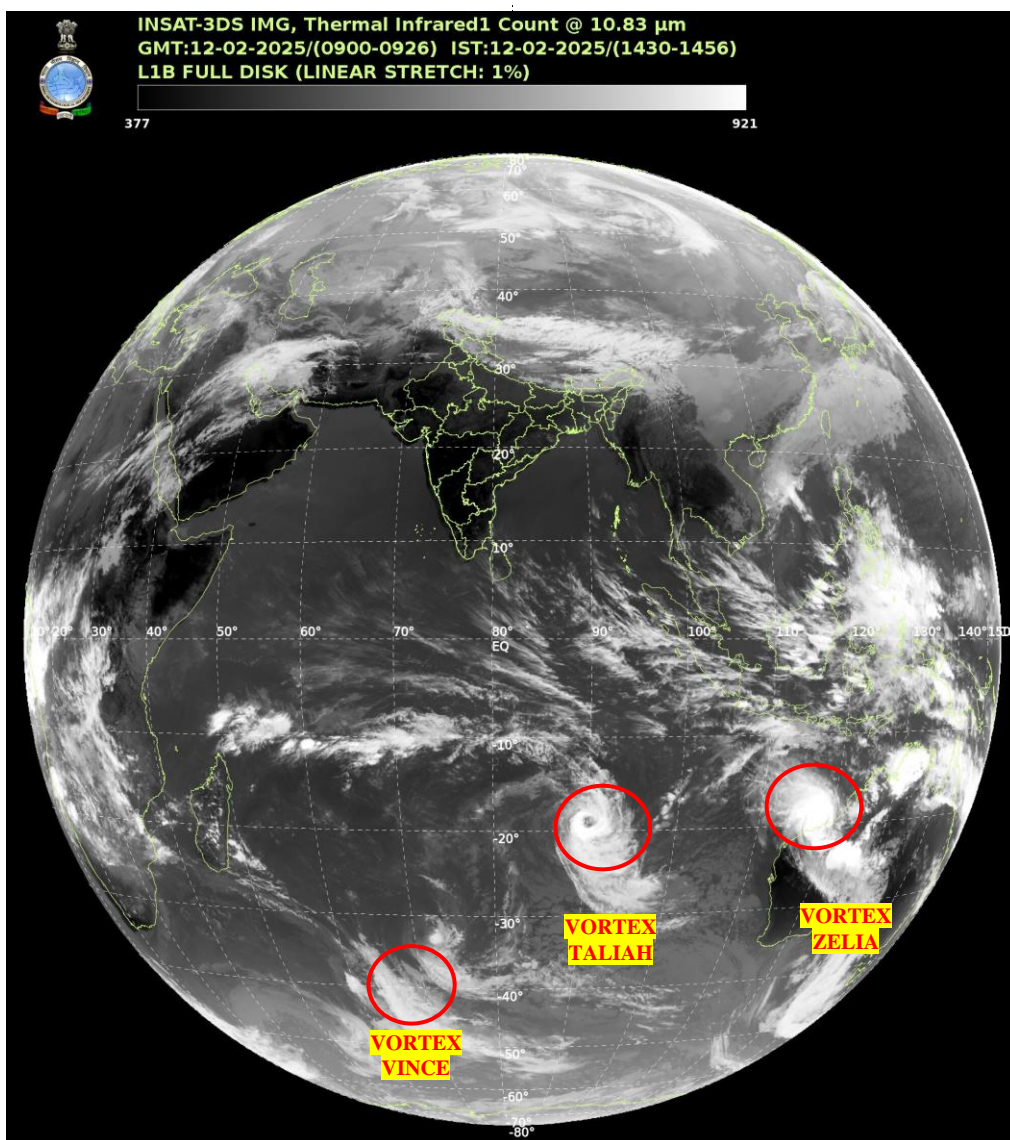 INSAT-3DS IMG, Thermal Infrared1 Count @ 10.83 µm
GMT:12-02-2025/(0900-0926) IST:12-02-2025/(1430-1456)
L1B FULL DISK (LINEAR STRETCH: 1%)
377 921
80°
70°
60°
50°
40°
30°
20°
10°
20° 30° 40° 50° 70° 80° 90° 100° 110° 120° 130° 140° 150
EQ
-10°
-20°
-30°
VORTEX
TALIAH
VORTEX
ZELIA
-40°
VORTEX
VINCE
-50°
-60°
-70°
-80°